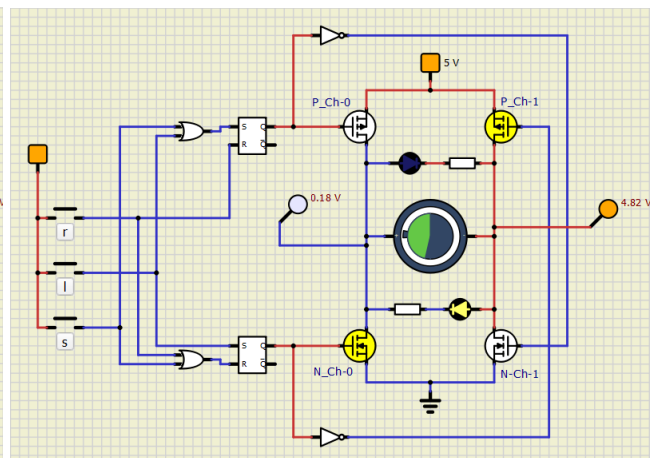 5 V
P_Ch-0
P_Ch-1
S
Q
R
Q
0.18 V
4.82 V
r
l
s
S
Q
R
Q
N_Ch-0
N-Ch-1